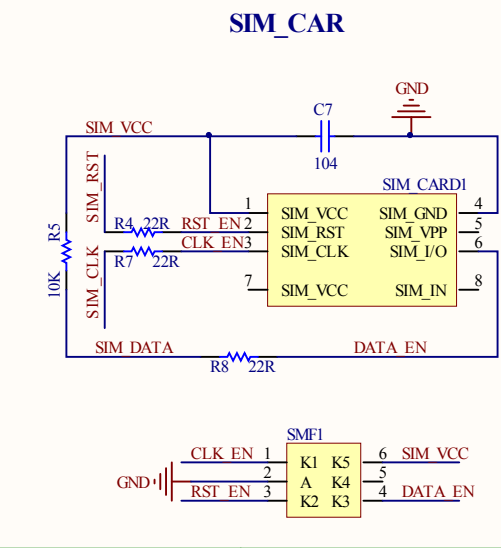 SIM_CAR
GND
C7
SIM_VCC
104
SIM_CARD1
SIM_RST
1 SIM_VCC SIM_GND 4
R4 22R RST_EN 2 SIM_RST SIM_VPP 5
CLK_EN 3 SIM_CLK SIM_I/O 6
R7 22R
R5
10K
SIM_CLK
7 SIM_VCC SIM_IN 8
SIM_DATA DATA_EN
R8 22R
SMF1
CLK_EN 1 K1 K5 6 SIM_VCC
GND 2 A K4 5
RST_EN 3 K2 K3 4 DATA_EN